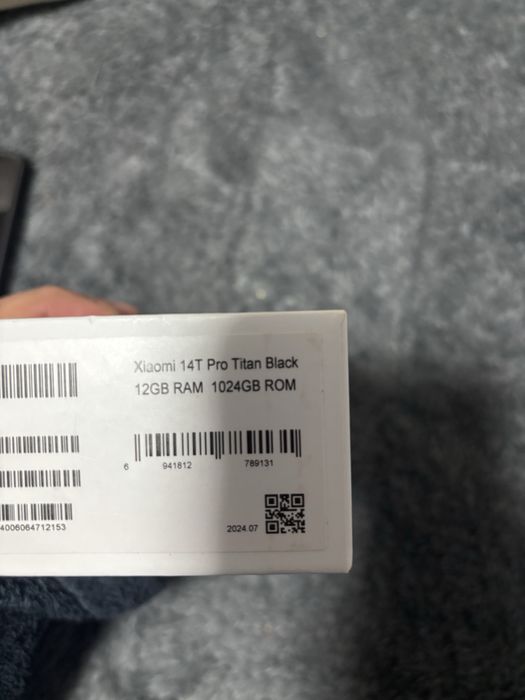 Xiaomi 14T Pro Titan Black
12GB RAM 1024GB ROM
6 941812 789131
2024.07
4006064712153